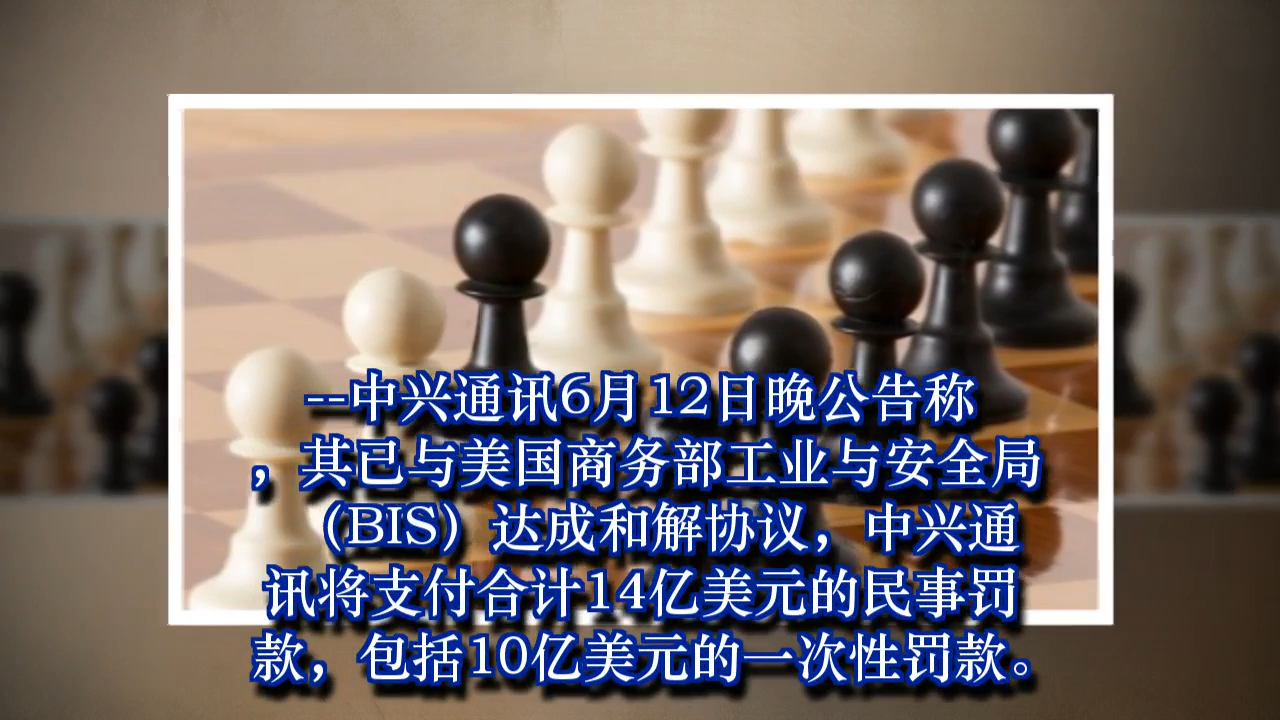 --中兴通讯6月12日晚公告称
，其已与美国商务部工业与安全局
（BIS）达成和解协议，中兴通
讯将支付合计14亿美元的民事罚
款，包括10亿美元的一次性罚款。